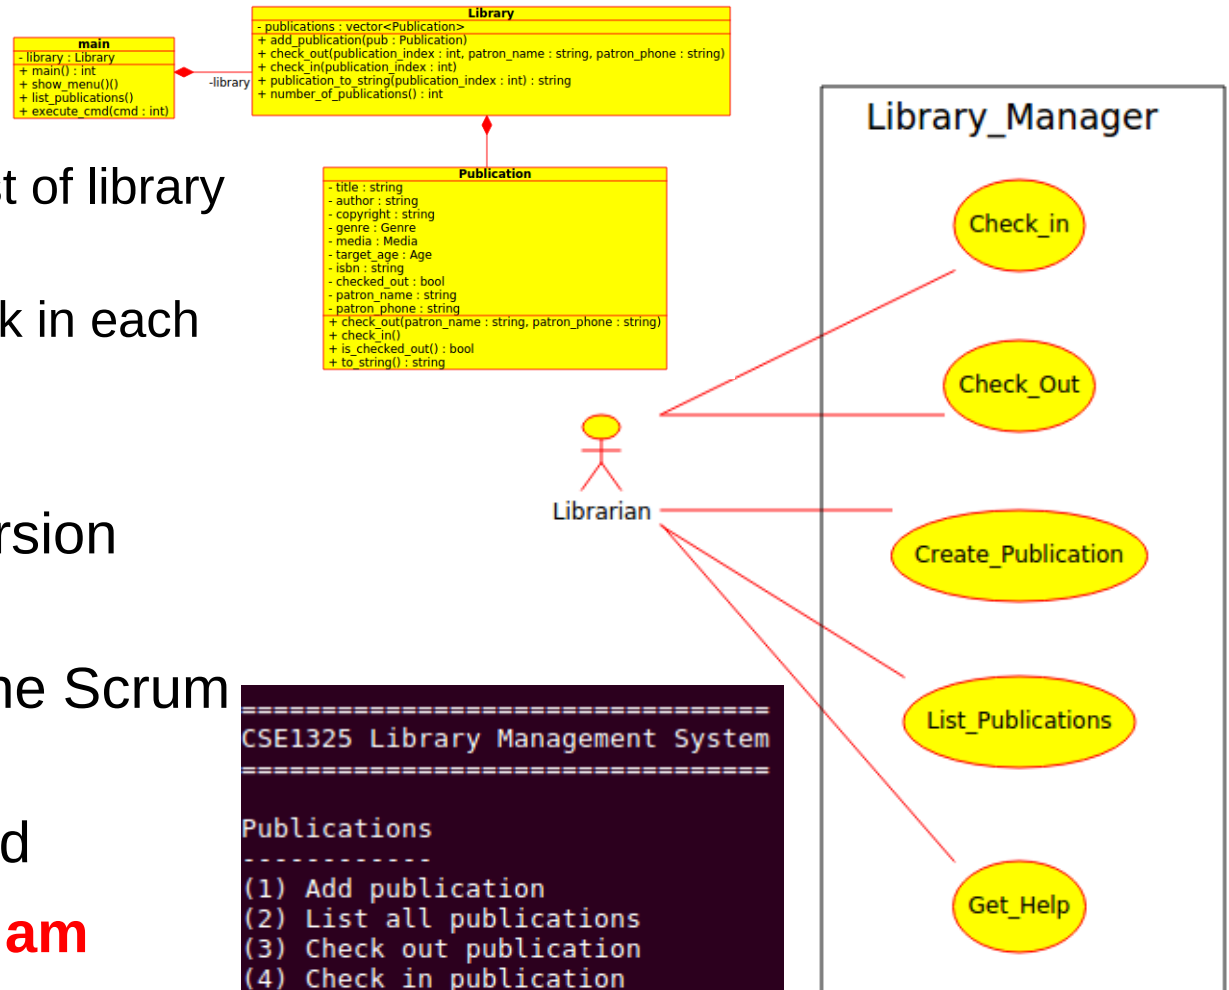 Library
- publications : vector<Publication>
+ add_publication(pub : Publication)
+ check_out(publication_index : int, patron_name : string, patron_phone : string)
+ check_in(publication_index : int)
+ publication_to_string(publication_index : int) : string
+ number_of_publications() : int
main
- library : Library
+ main() : int
+ show_menu()()
+ list_publications()
+ execute_cmd(cmd : int)
-library
Publication
- title : string
- author : string
- copyright : string
- genre : Genre
- media : Media
- target_age : Age
- isbn : string
- checked_out : bool
- patron_name : string
- patron_phone : string
+ check_out(patron_name : string, patron_phone : string)
+ check_in()
+ is_checked_out() : bool
+ to_string() : string
st of library
k in each
rsion
ne Scrum
d
am
Library_Manager
Check_in
Check_Out
Librarian
Create_Publication
List_Publications
Get_Help
=================================
CSE1325 Library Management System
=================================
Publications
------------
(1) Add publication
(2) List all publications
(3) Check out publication
(4) Check in publication